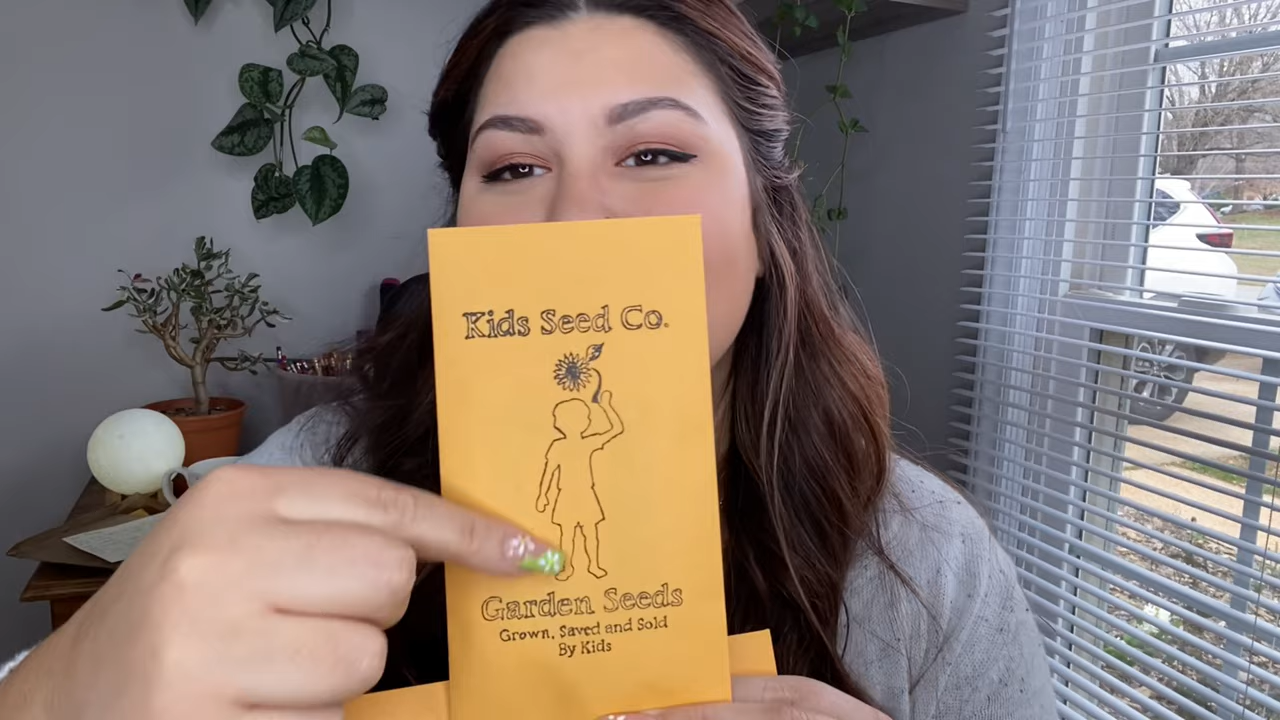 Kids Seed Co.
Garden Seeds
Grown, Saved and Sold
By Kids